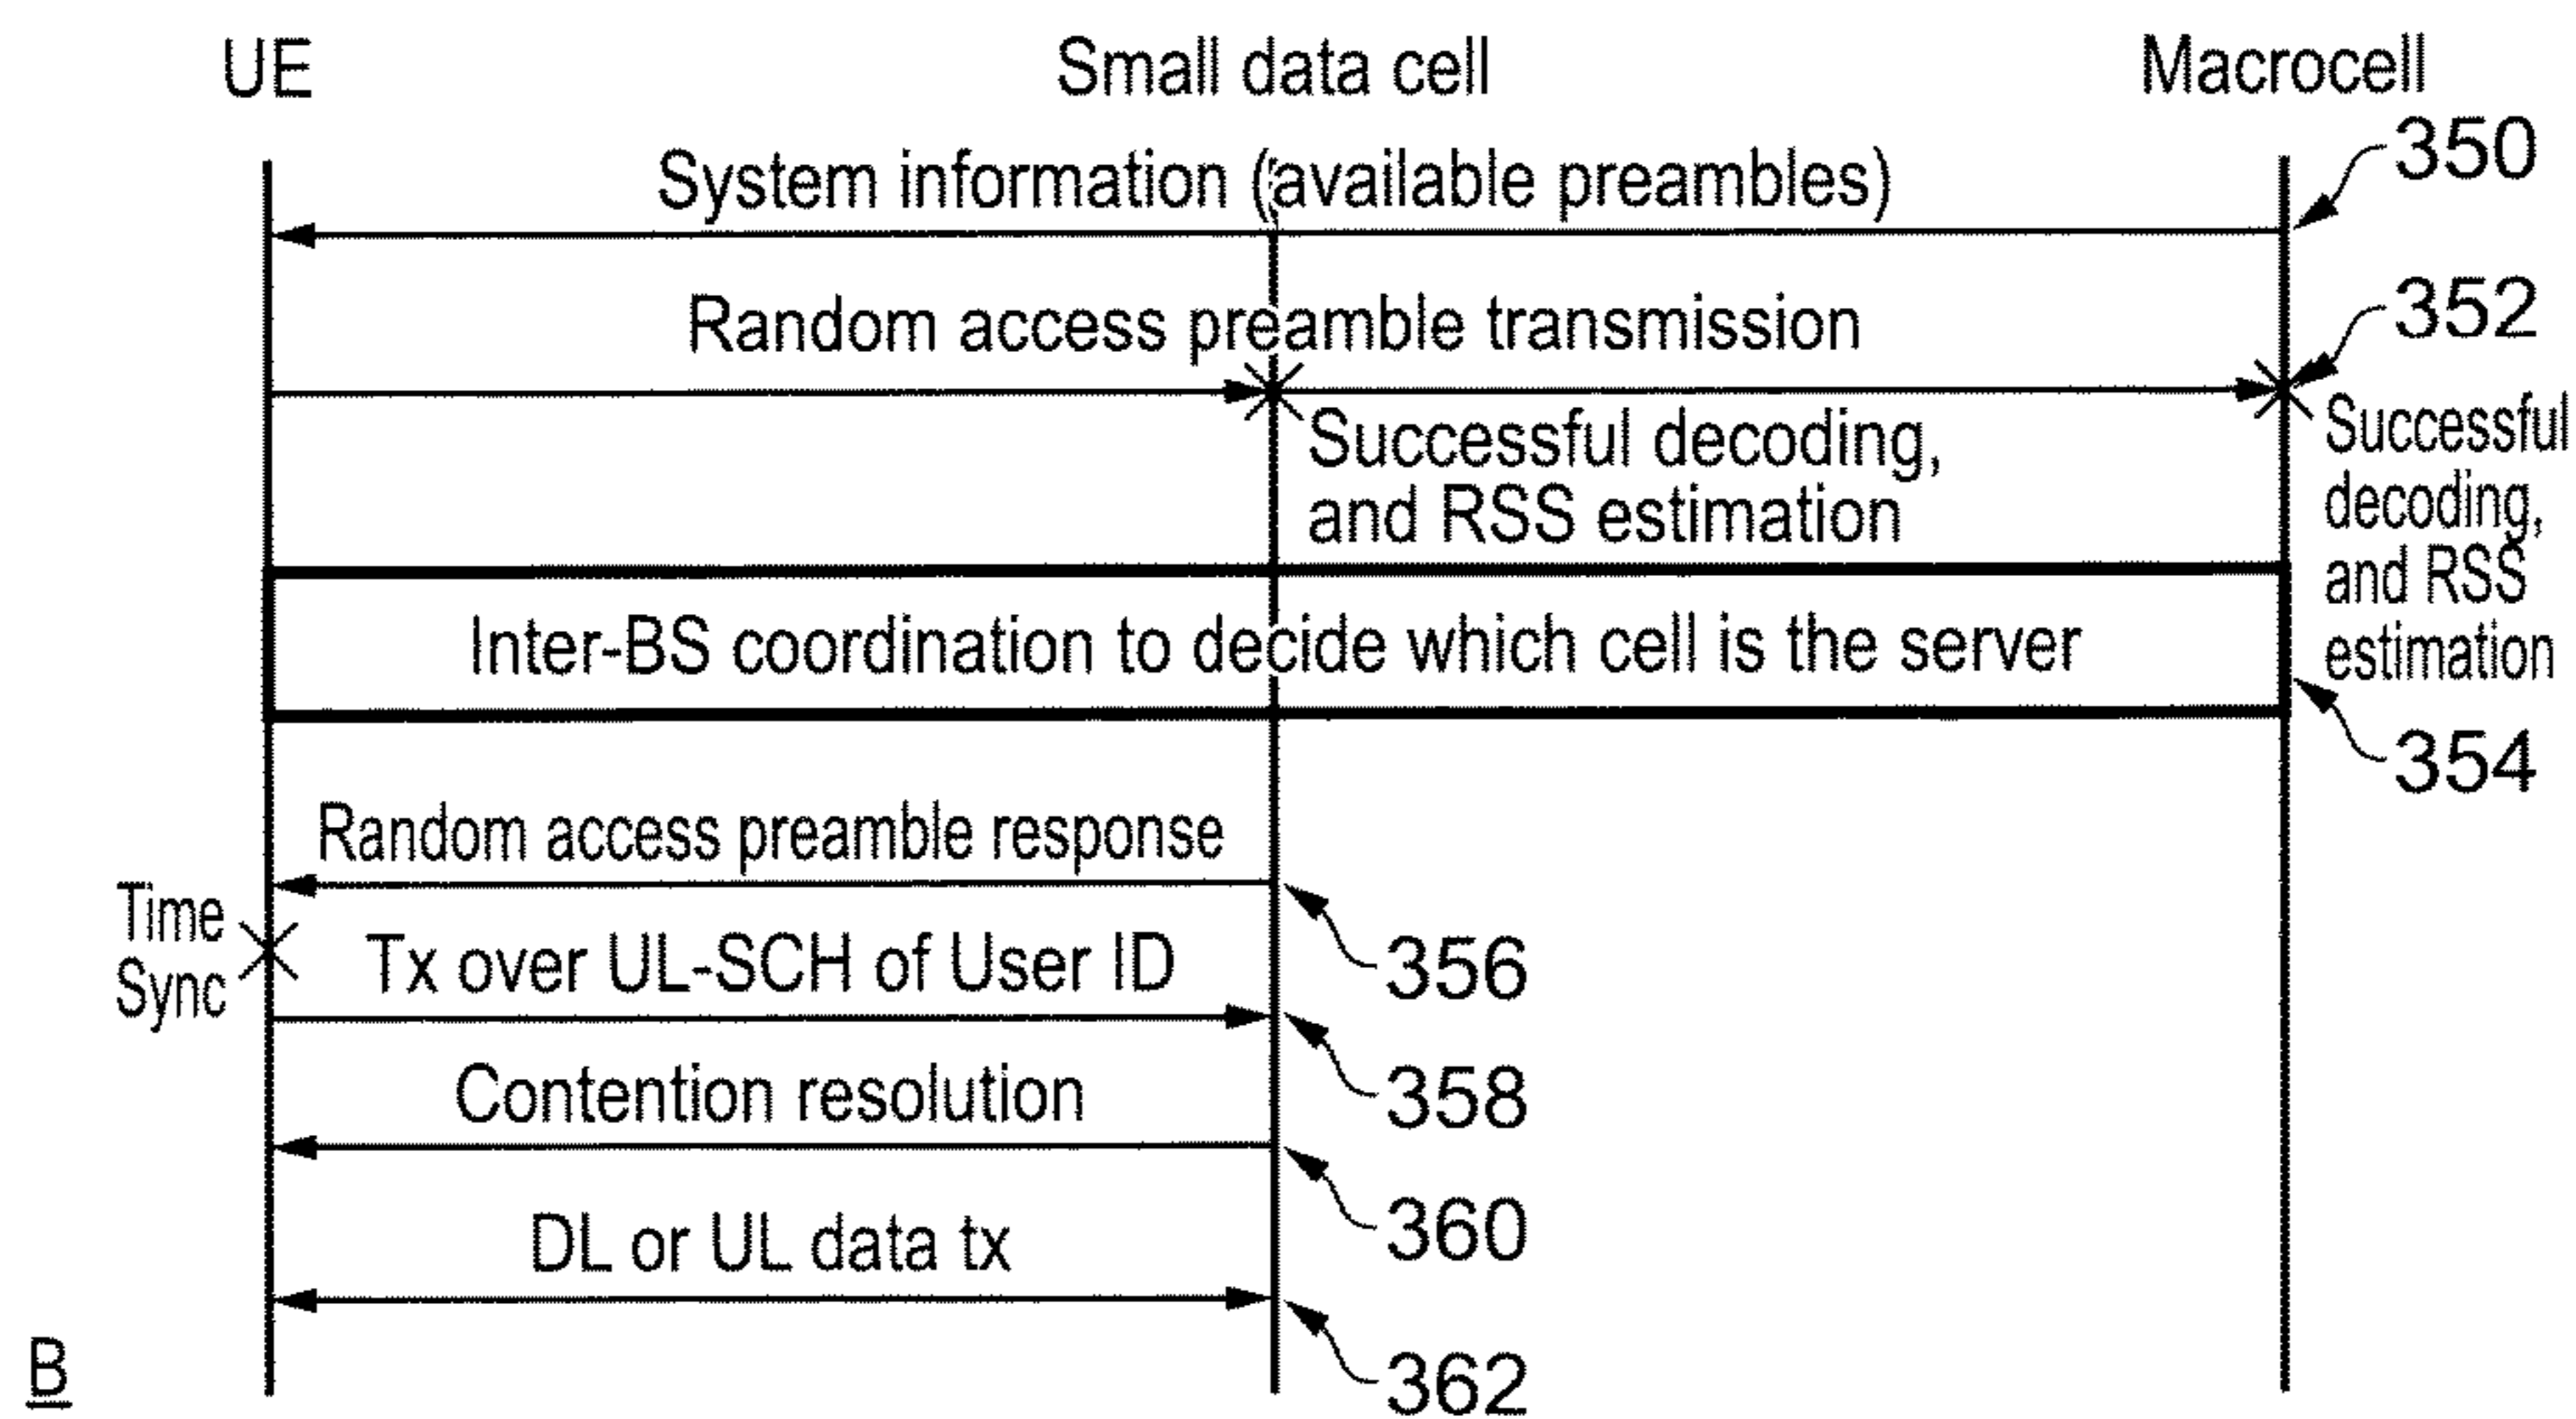 UE
Small data cell
Macrocell
350
System information (available preambles)
352
Random access preamble transmission
Successful decoding,
and RSS estimation
Successful
decoding,
and RSS
estimation
Inter-BS coordination to decide which cell is the server
354
Random access preamble response
356
Time
Sync
Tx over UL-SCH of User ID
358
Contention resolution
360
DL or UL data tx
362
B